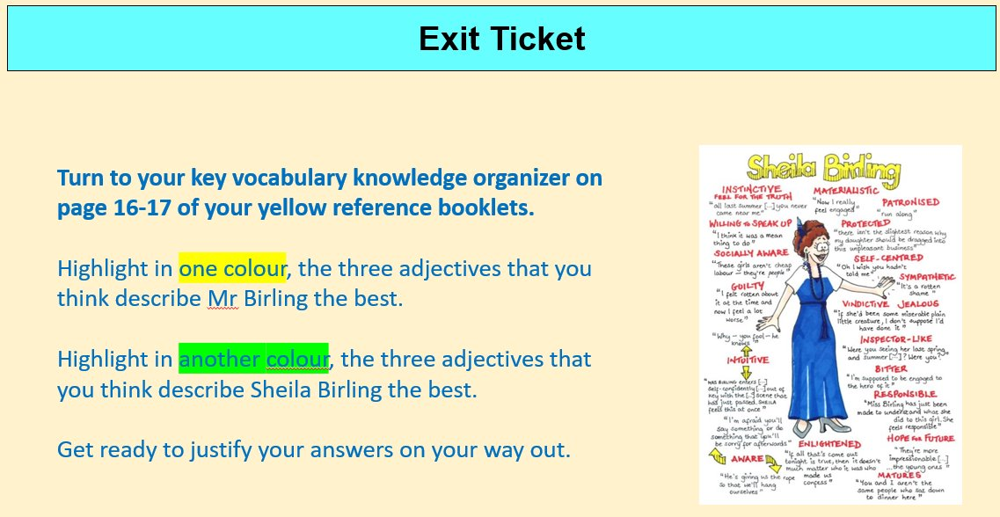 Exit Ticket
Turn to your key vocabulary knowledge organizer on
page 16-17 of your yellow reference booklets.
Highlight in one colour, the three adjectives that you
think describe Mr Birling the best.
Highlight in another colour, the three adjectives that
you think describe Sheila Birling the best.
Get ready to justify your answers on your way out.
Sheila Birling
INSTINCTIVE
FEEL FOR THE TRUTH
"all last summer [...] you never
came near me"
MATERIALISTIC
"Now I really
feel engaged"
PATRONISED
"run along"
WILLING to SPEAK UP
"I think it was a mean
thing to do"
PROTECTED
"there isn't the slightest reason why
my daughter should be dragged into
this unpleasant business"
SOCIALLY AWARE
"These girls aren't cheap
labour – they're people"
SELF-CENTRED
"Oh I wish you hadn't
told me"
SYMPATHETIC
"It's a rotten
shame"
GUILTY
"I felt rotten about
it at the time and
now I feel a lot
worse"
VINDICTIVE JEALOUS
"if she'd been some miserable plain
little creature, I don't suppose I'd
have done it"
"Why – you fool – he
knows"
INTUITIVE
INSPECTOR-LIKE
"Were you seeing her last spring
and summer [...]? Were you?"
BITTER
"I'm supposed to be engaged to
the hero of it"
"MRS BIRLING enters [...]
self-confidently [...] out of
key with the [...] scene that
has just passed. SHEILA
feels this at once"
RESPONSIBLE
"Miss Birling has just been
made to understand what she
did to this girl. She
feels responsible"
"I'm afraid you'll
say something or do
something that you'll
be sorry for afterwards"
AWARE
"He's giving us the rope
so that we'll hang
ourselves"
ENLIGHTENED
"If all that's come out
tonight is true, then it doesn't
much matter who it was who
made us
confess"
HOPE FOR FUTURE
"They're more
impressionable [...]
...the young ones"
MATURES
"You and I aren't the
same people who sat down
to dinner here"